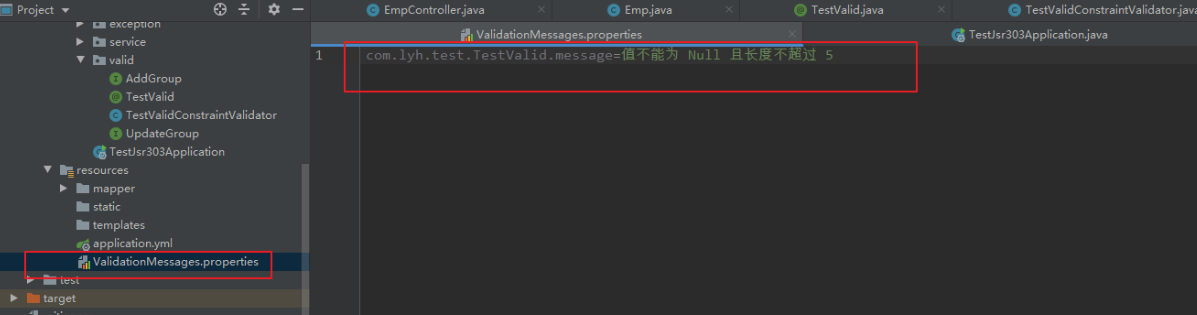 Project
EmpController.java
Emp.java
TestValid.java
TestValidConstraintValidator.java
exception
service
valid
AddGroup
TestValid
TestValidConstraintValidator
UpdateGroup
TestJsr303Application
resources
mapper
static
templates
application.yml
ValidationMessages.properties
test
target
ValidationMessages.properties
TestJsr303Application.java
1 com.lyh.test.TestValid.message=值不能为 Null 且长度不超过 5